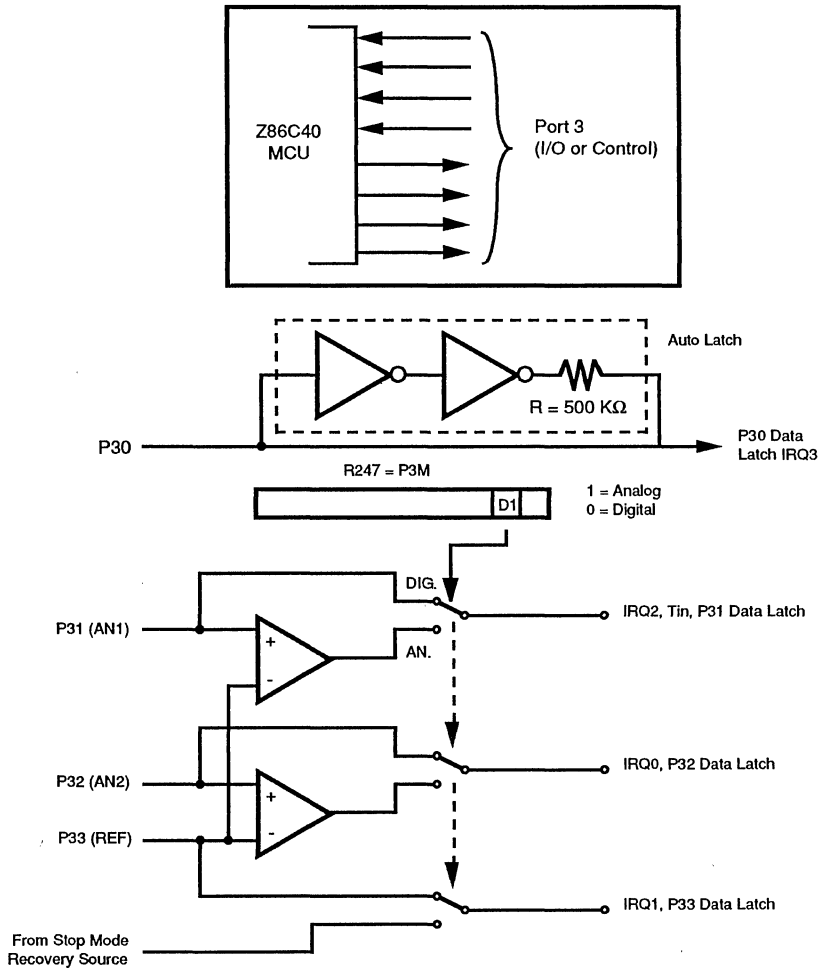 Z86C40
MCU
Port 3
(I/O or Control)
Auto Latch
R = 500 KΩ
P30
P30 Data
Latch IRQ3
R247 = P3M
D1
1 = Analog
0 = Digital
DIG.
P31 (AN1)
+
-
AN.
IRQ2, Tin, P31 Data Latch
P32 (AN2)
+
-
IRQ0, P32 Data Latch
P33 (REF)
IRQ1, P33 Data Latch
From Stop Mode
Recovery Source